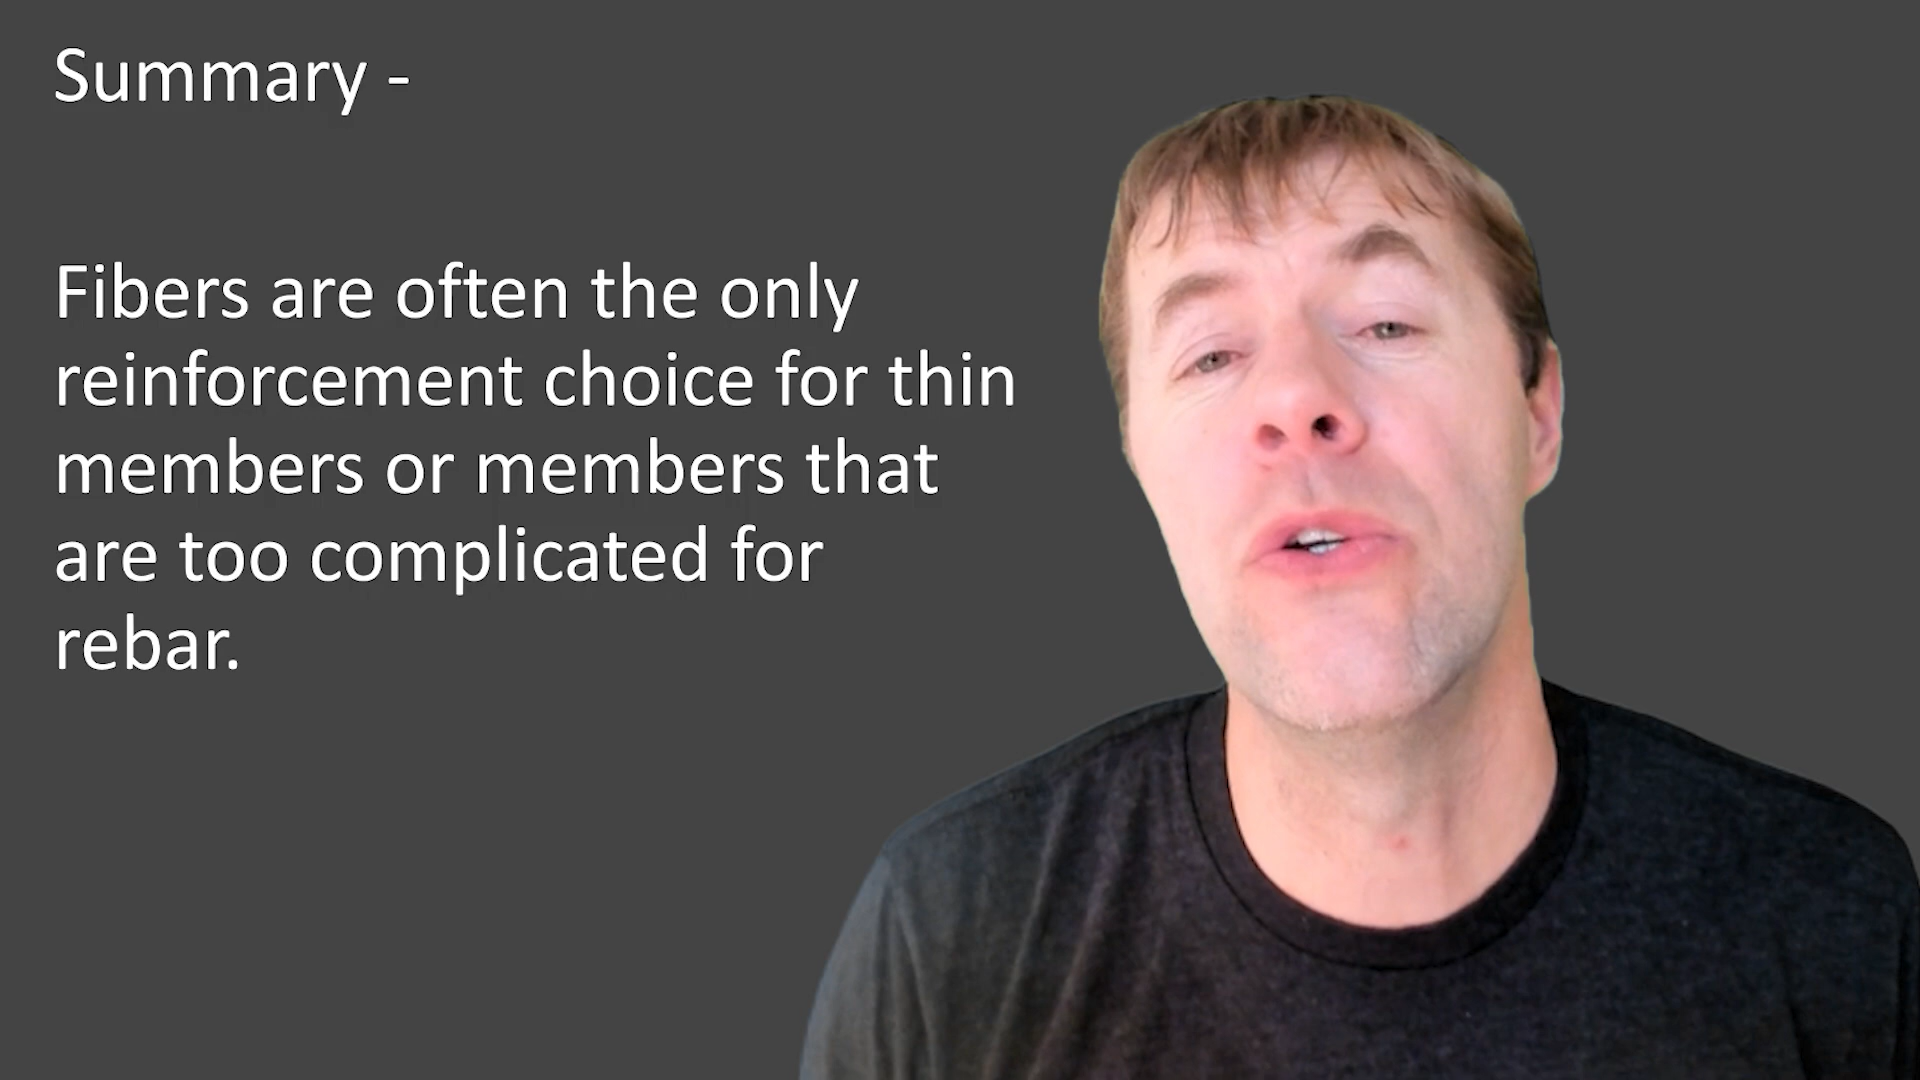 Summary -
Fibers are often the only
reinforcement choice for thin
members or members that
are too complicated for
rebar.